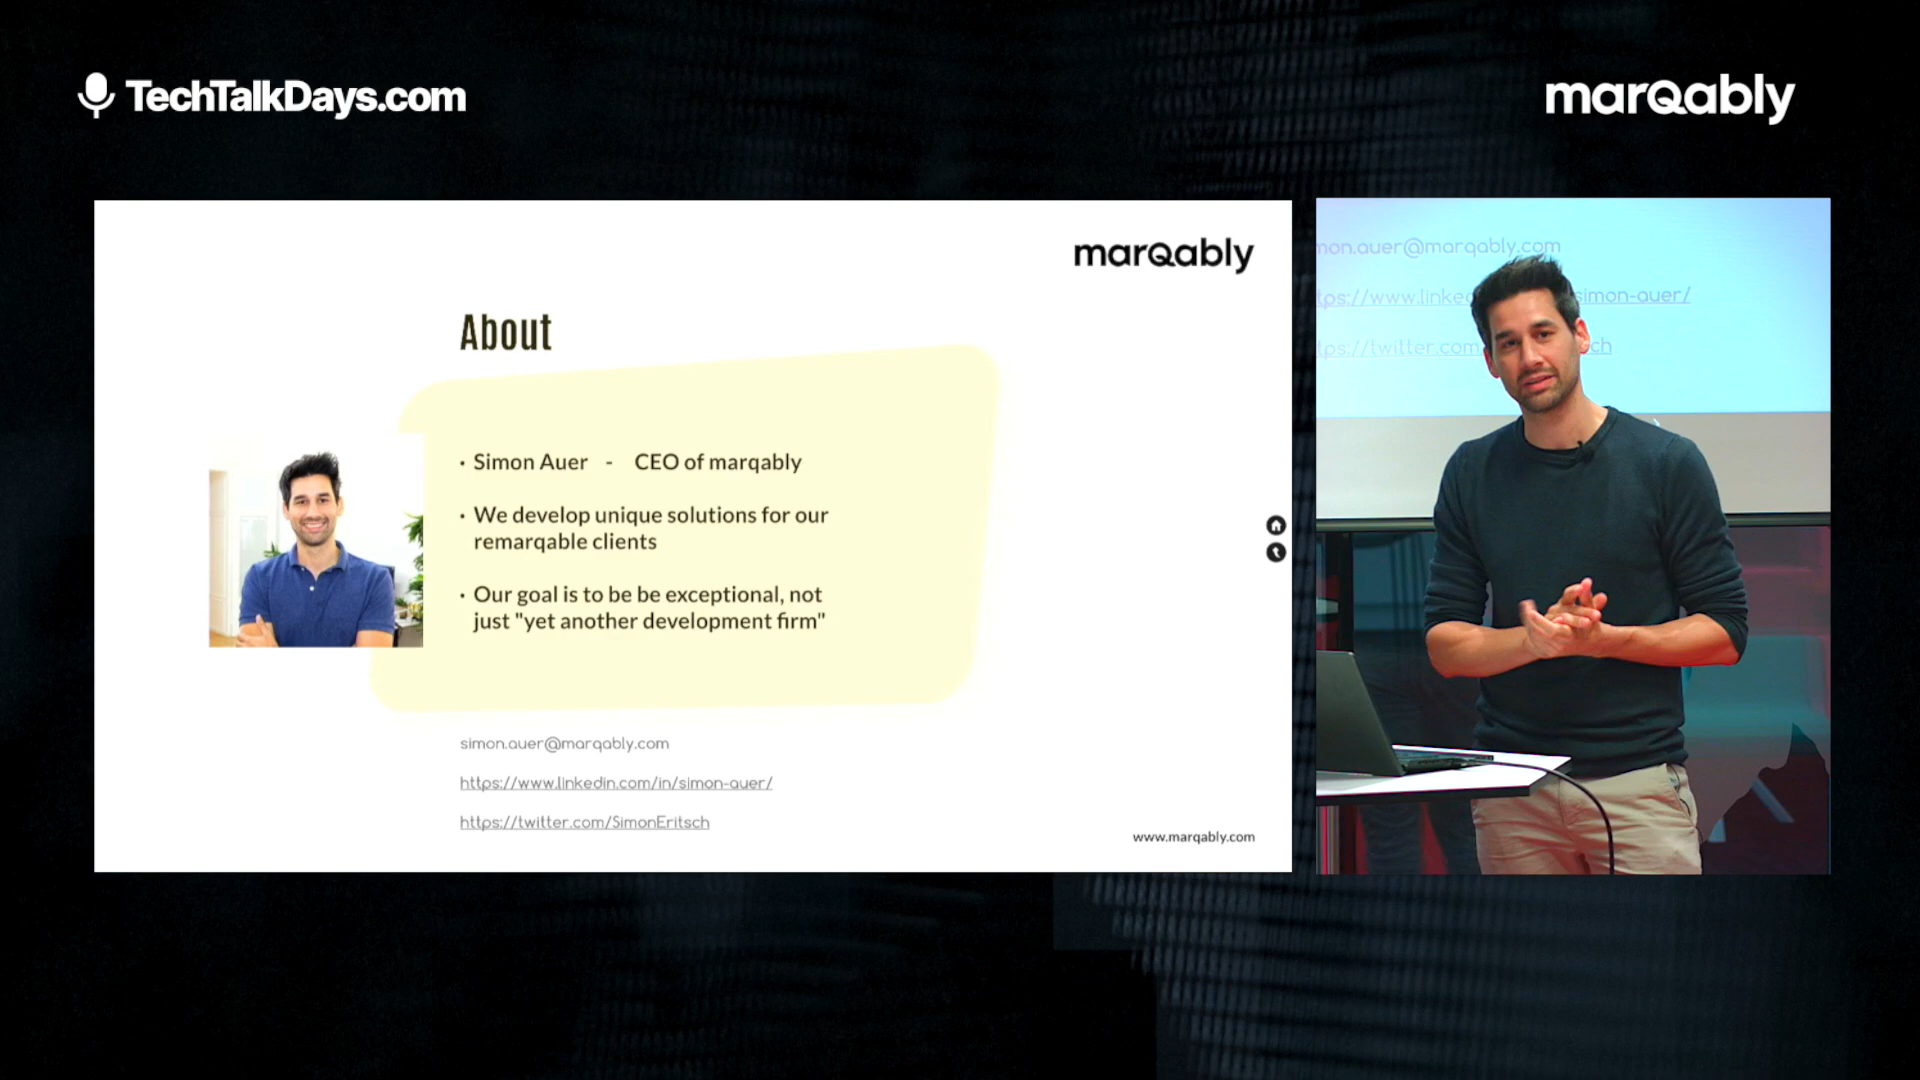 TechTalkDays.com
marQably
marQably
About
• Simon Auer - CEO of marqably
• We develop unique solutions for our
remarqable clients
• Our goal is to be be exceptional, not
just "yet another development firm"
simon.auer@marqably.com
https://www.linkedin.com/in/simon-auer/
https://twitter.com/SimonEritsch
www.marqably.com
mon.auer@marqably.com
tps://www.linked simon-auer/
tps://twitter.com sch